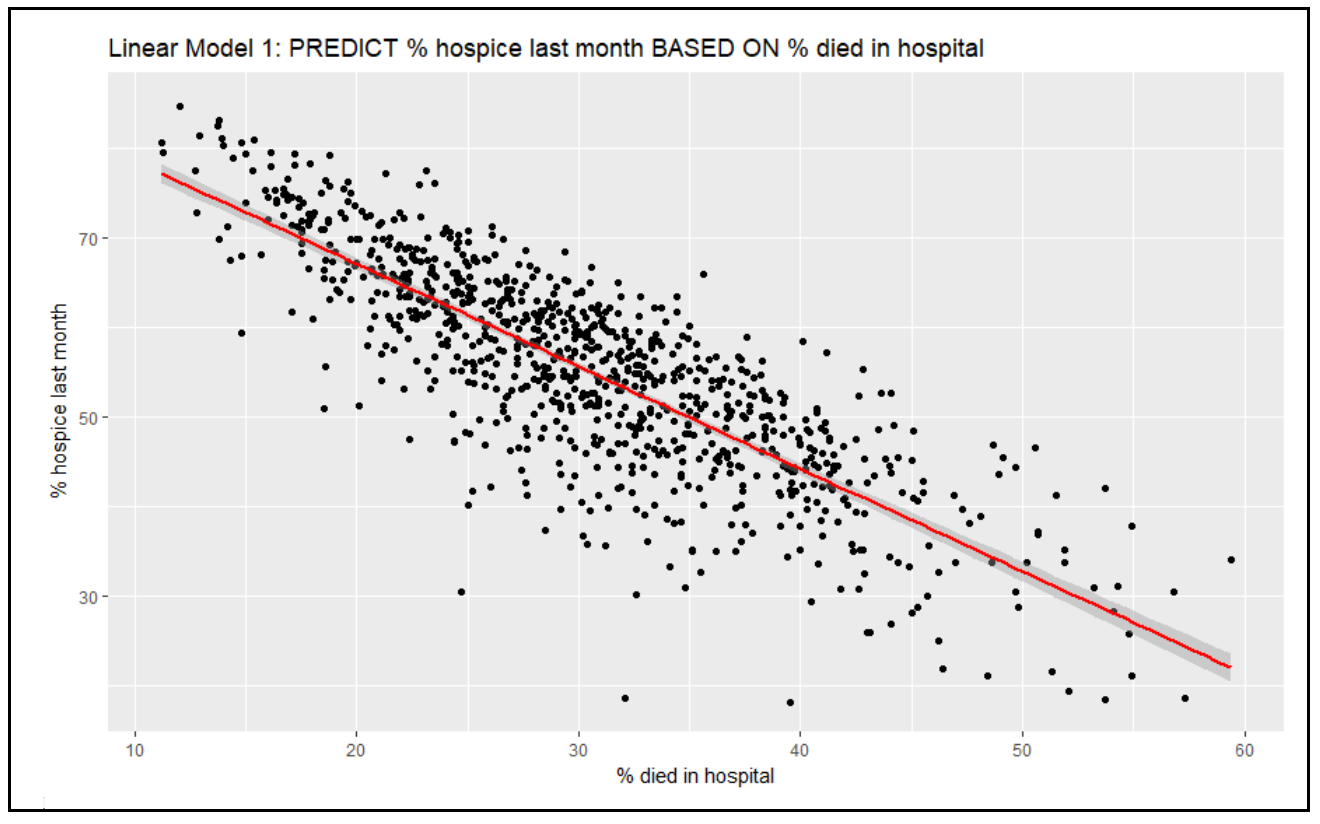 Linear Model 1: PREDICT % hospice last month BASED ON % died in hospital
% hospice last month
70
50
30
10 20 30 40 50 60
% died in hospital